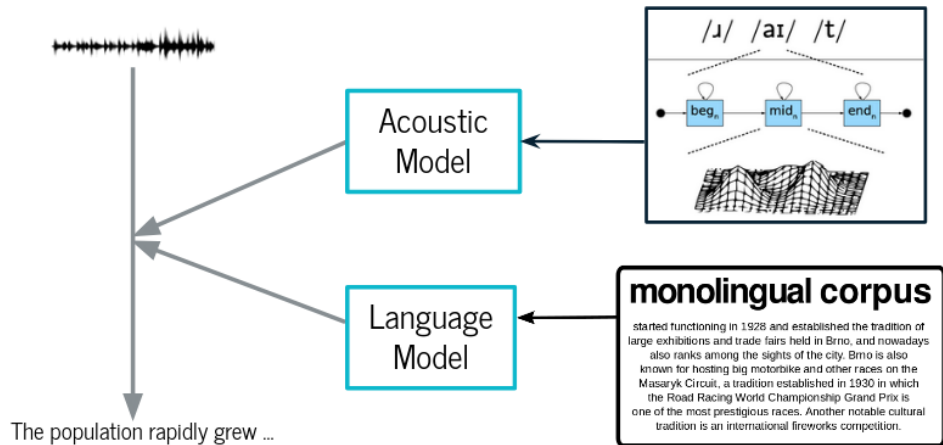 /ɹ/ /aɪ/ /t/
beg_n mid_n end_n
Acoustic
Model
Language
Model
monolingual corpus
started functioning in 1928 and established the tradition of
large exhibitions and trade fairs held in Brno, and nowadays
also ranks among the sights of the city. Brno is also
known for hosting big motorbike and other races on the
Masaryk Circuit, a tradition established in 1930 in which
the Road Racing World Championship Grand Prix is
one of the most prestigious races. Another notable cultural
tradition is an international fireworks competition.
The population rapidly grew ...